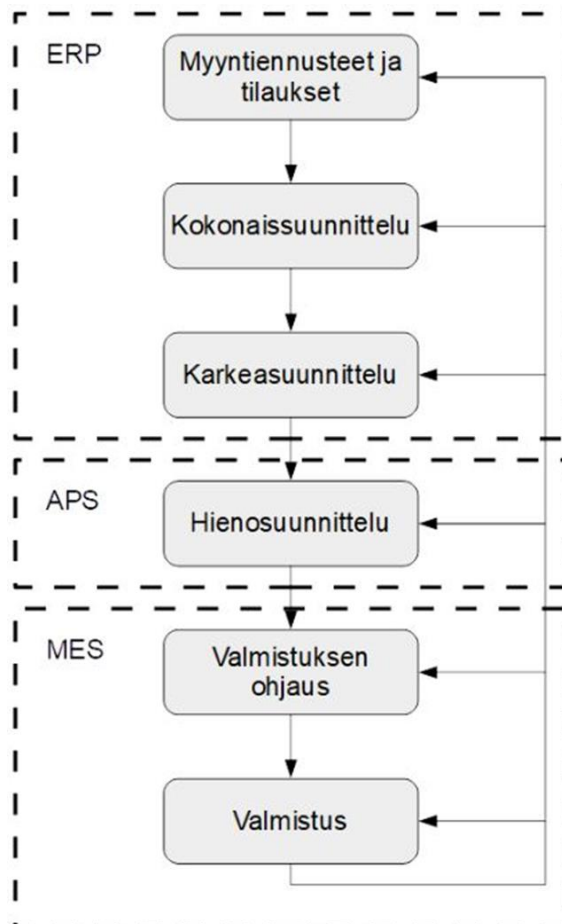 ERP
Myyntiennusteet ja
tilaukset
Kokonaissuunnittelu
Karkeasuunnittelu
APS
Hienosuunnittelu
MES
Valmistuksen
ohjaus
Valmistus